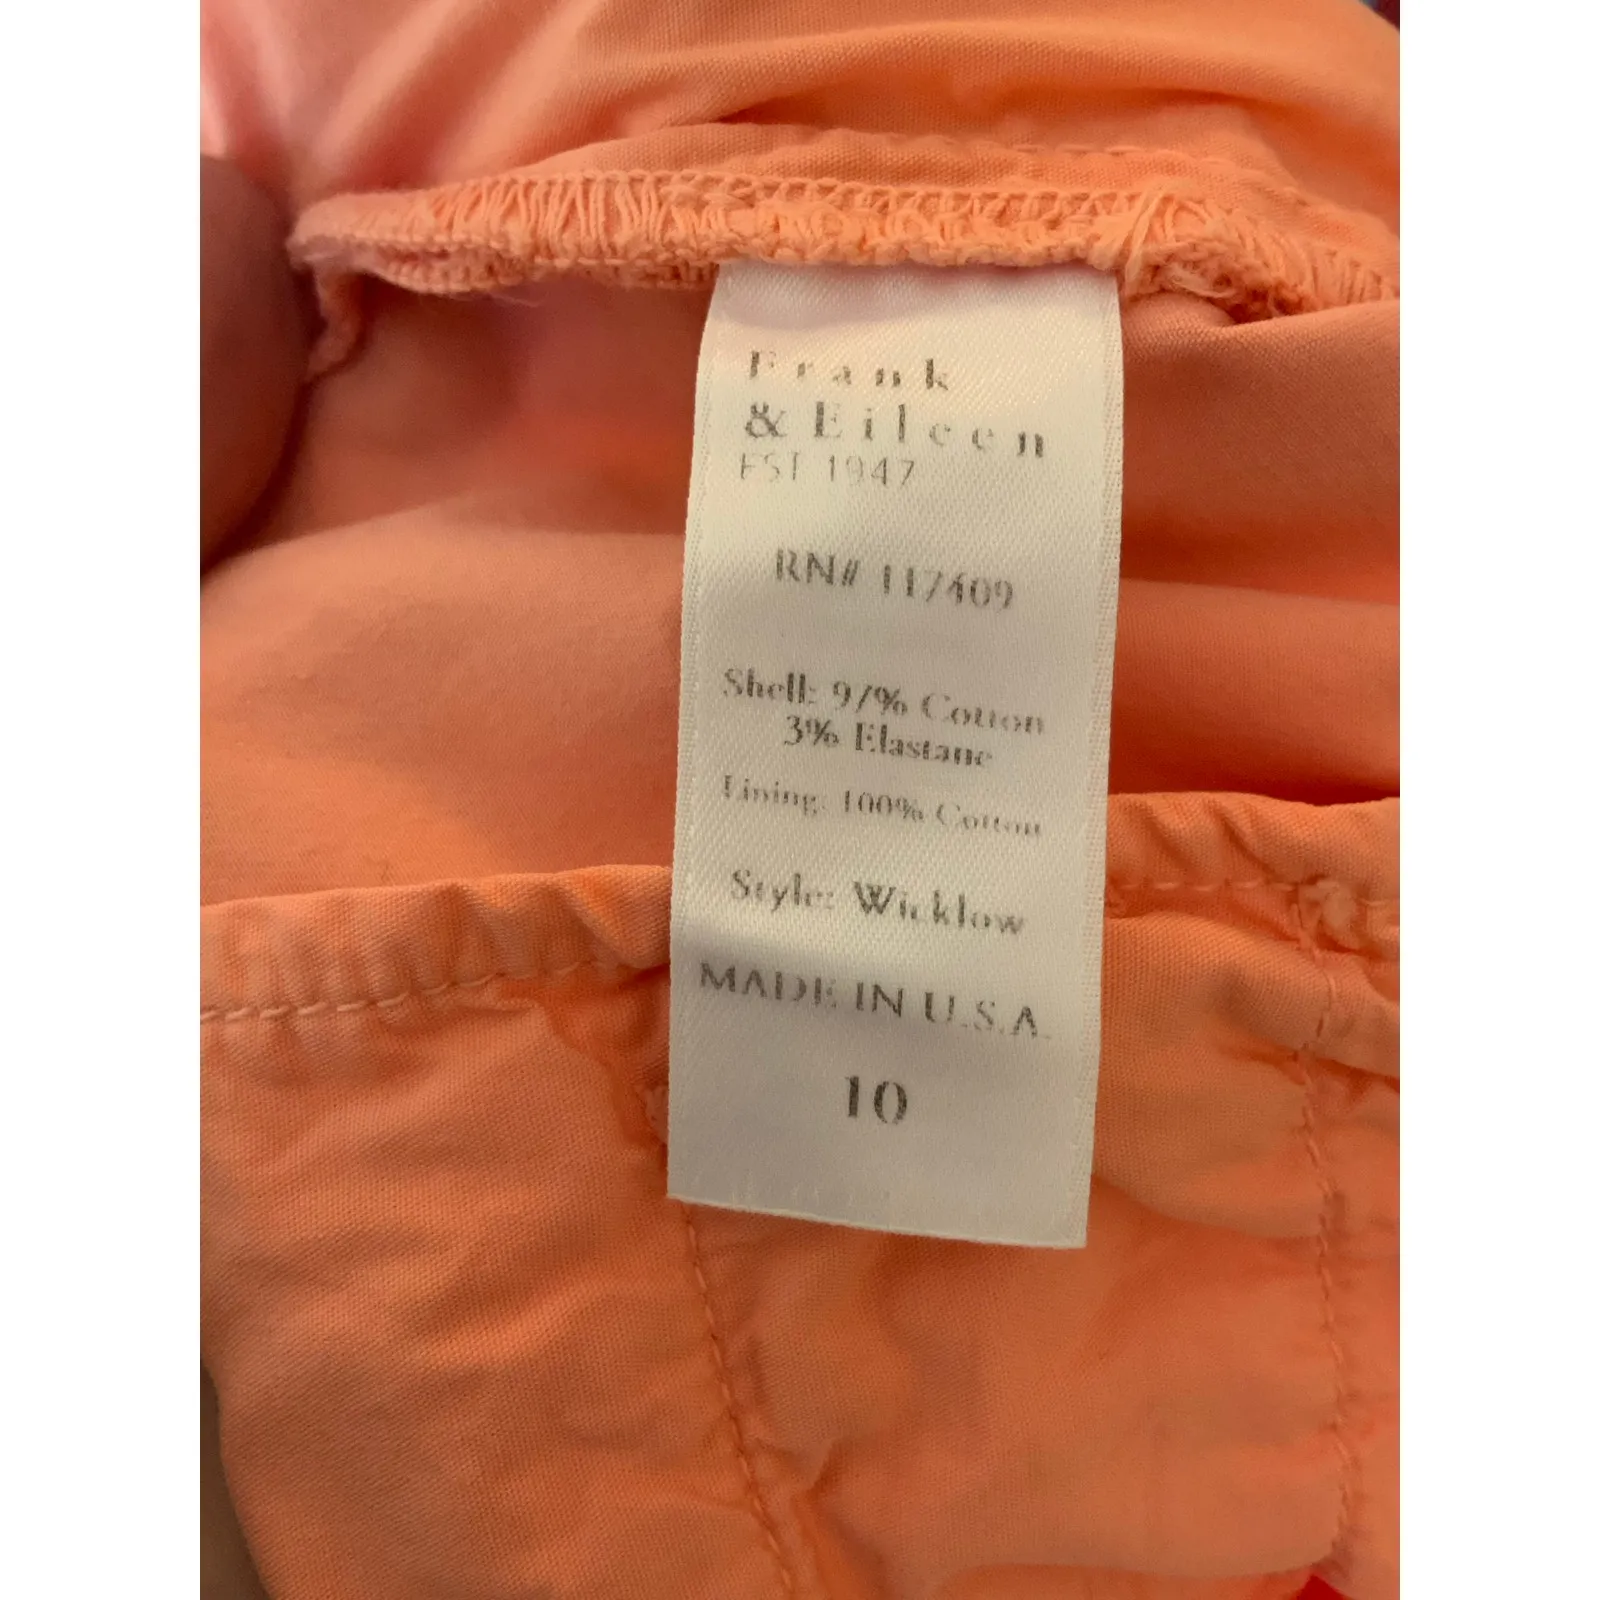 Frank
& Eileen
EST 1947
RN# 117409
Shell: 97% Cotton
3% Elastane
Lining: 100% Cotton
Style: Wicklow
MADE IN U.S.A.
10